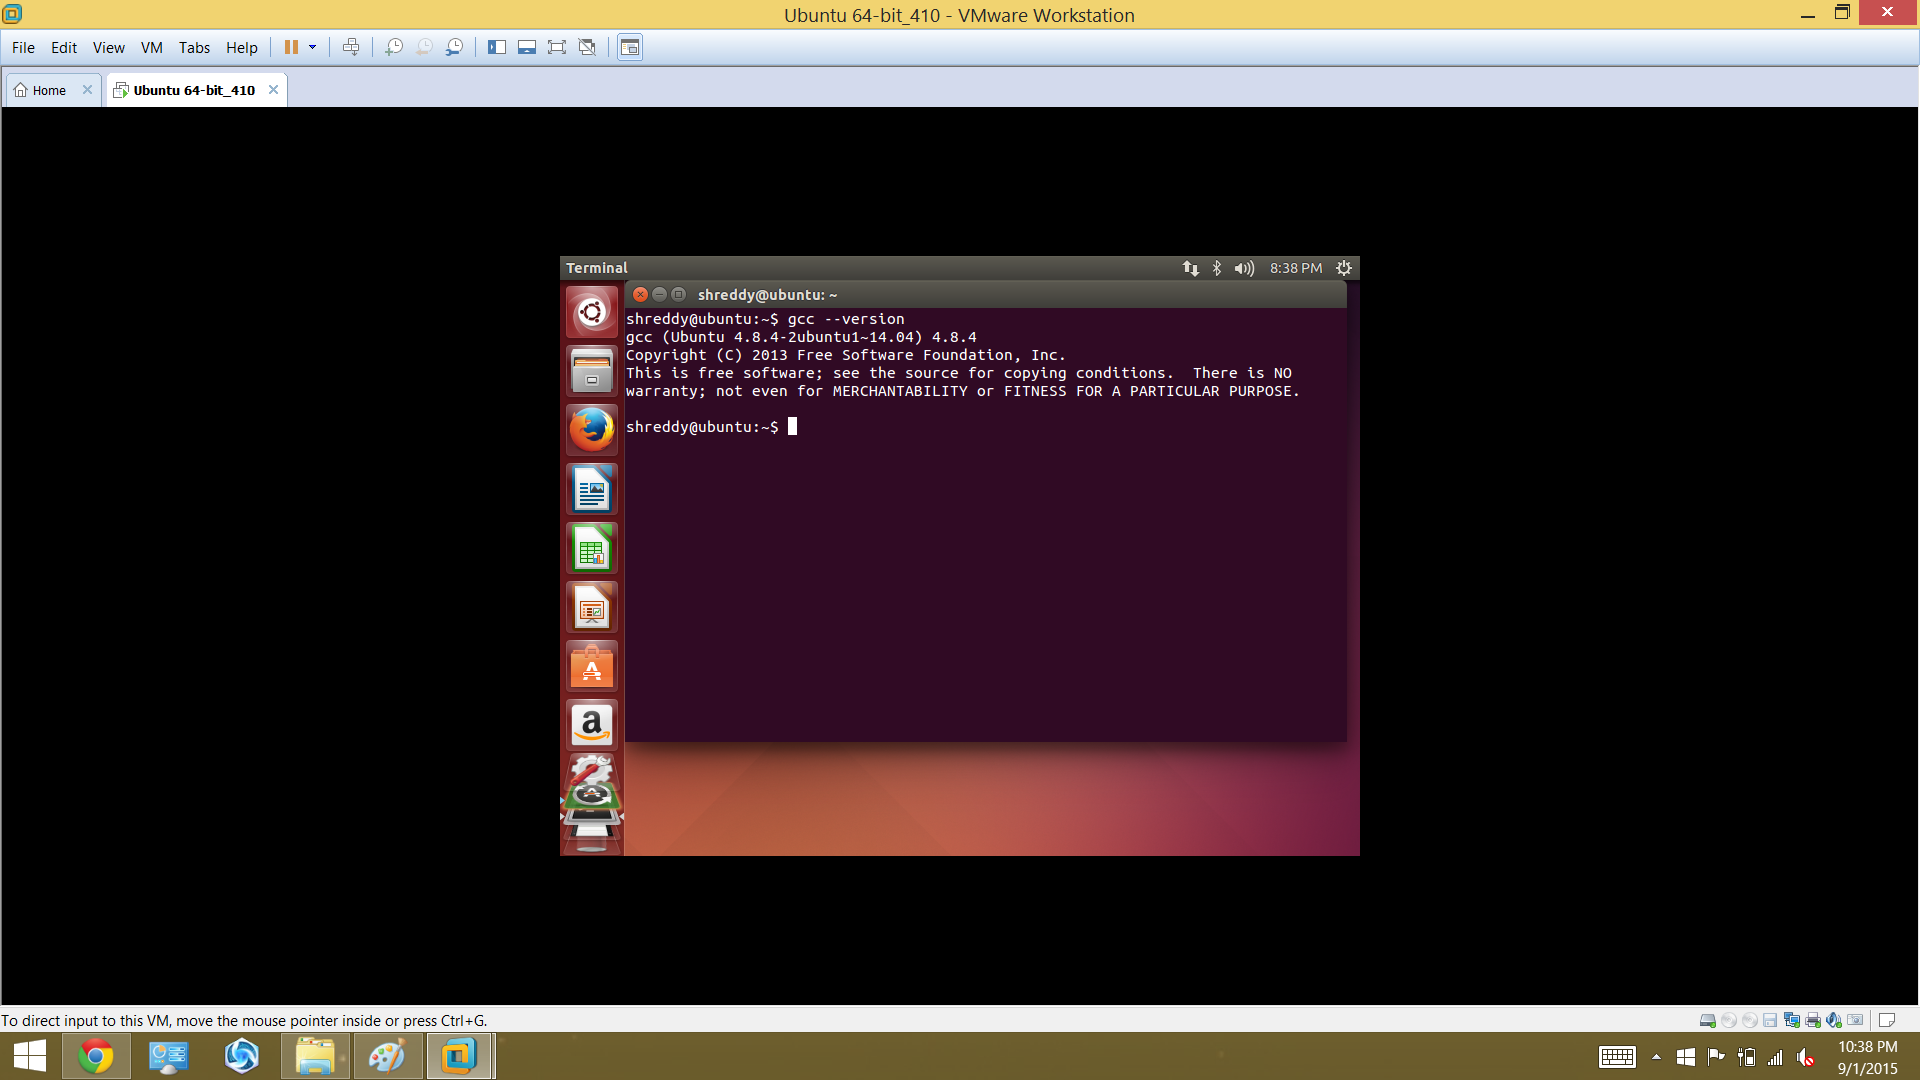 Ubuntu 64-bit_410 - VMware Workstation
File Edit View VM Tabs Help
Home
Ubuntu 64-bit_410
Terminal
8:38 PM
shreddy@ubuntu: ~
shreddy@ubuntu:~$ gcc --version
gcc (Ubuntu 4.8.4-2ubuntu1~14.04) 4.8.4
Copyright (C) 2013 Free Software Foundation, Inc.
This is free software; see the source for copying conditions.  There is NO
warranty; not even for MERCHANTABILITY or FITNESS FOR A PARTICULAR PURPOSE.
shreddy@ubuntu:~$
To direct input to this VM, move the mouse pointer inside or press Ctrl+G.
10:38 PM
9/1/2015